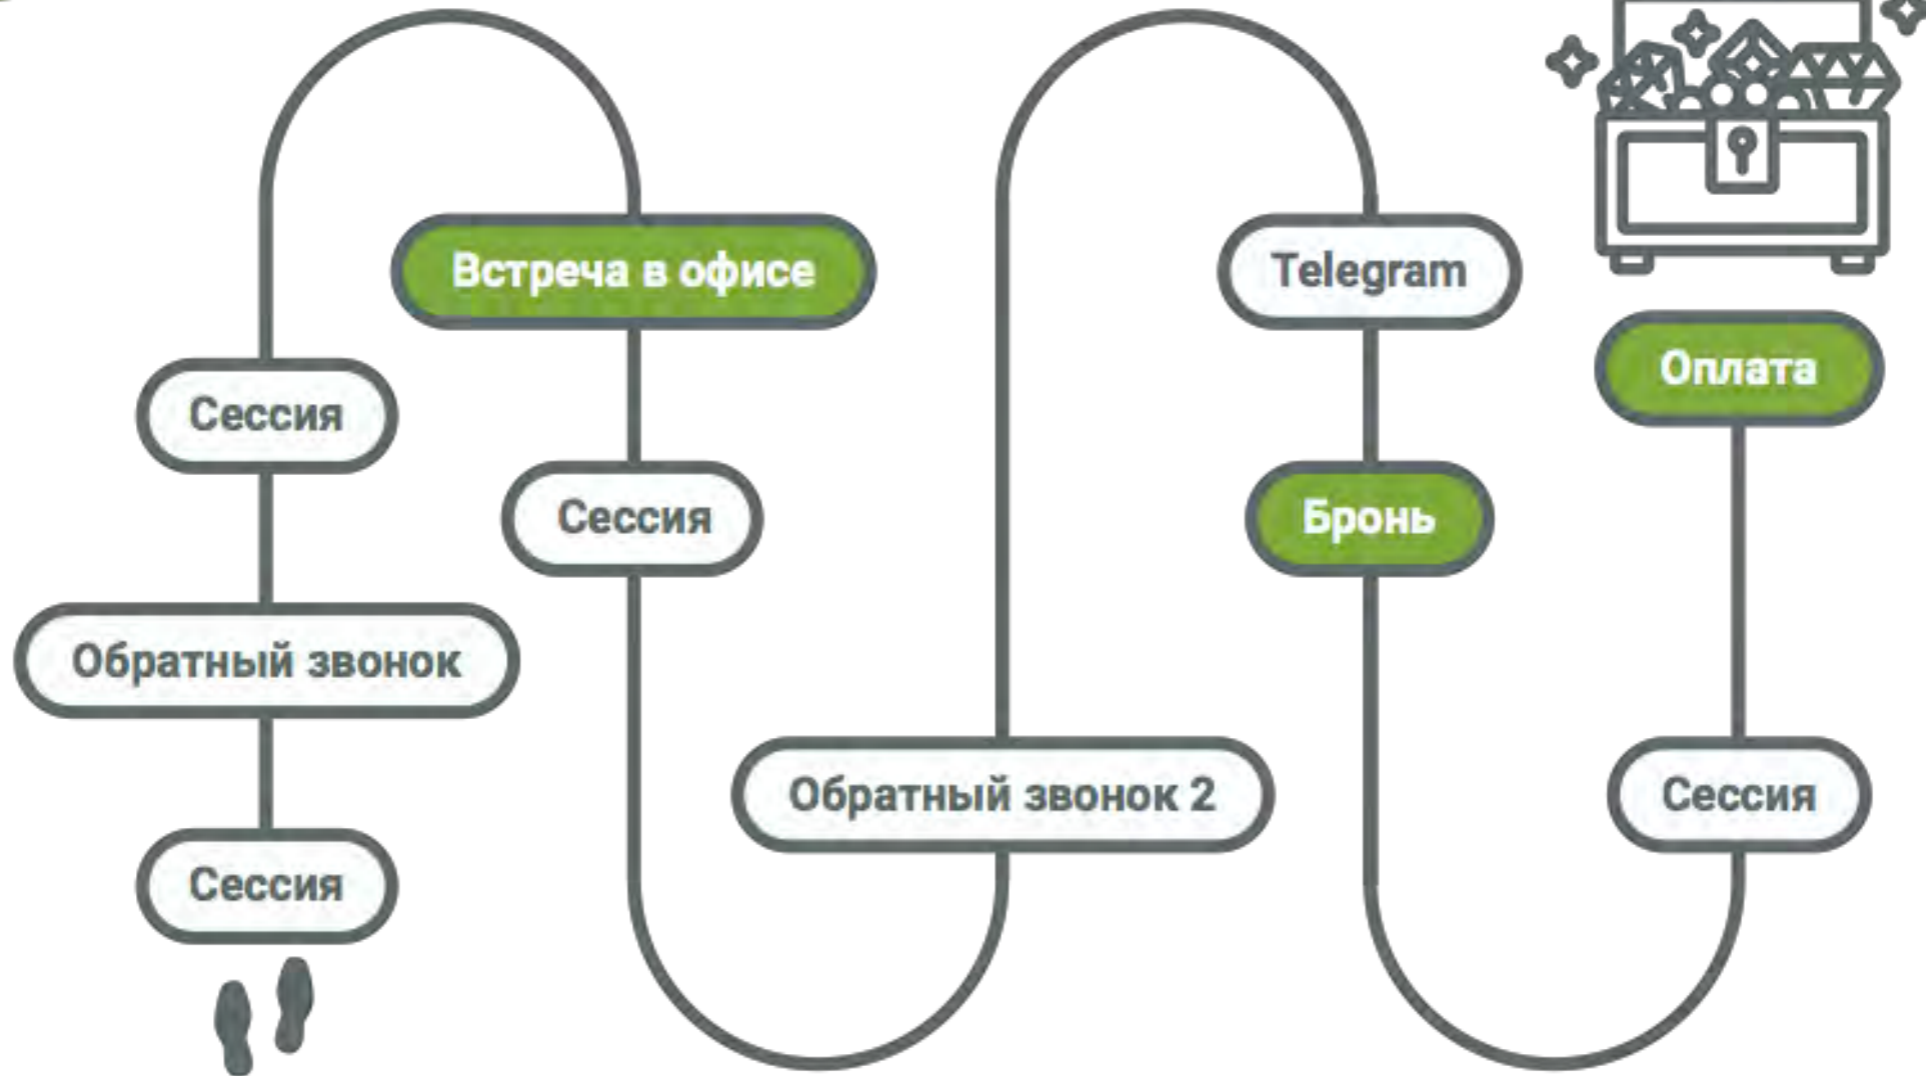 Сессия
Обратный звонок
Сессия
Встреча в офисе
Сессия
Обратный звонок 2
Telegram
Бронь
Сессия
Оплата